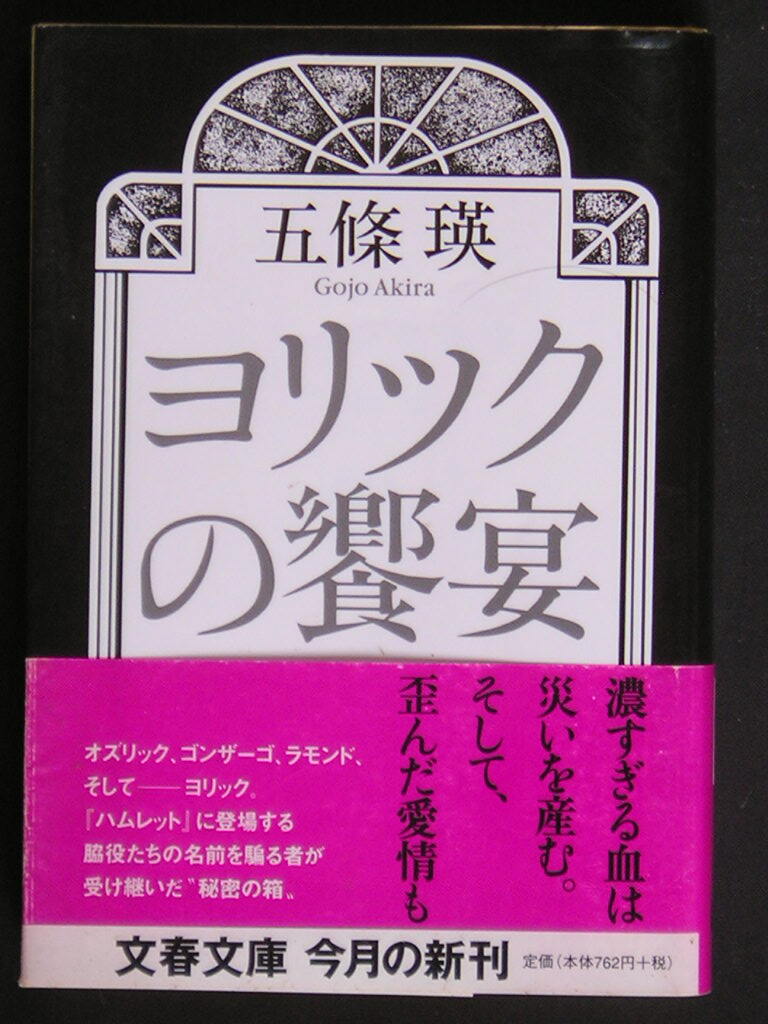 五條 瑛
Gojo Akira
ヨリック
の饗宴
濃すぎる血は
災いを産む。
そして、
歪んだ愛情も
オズリック、ゴンザーゴ、ラモンド、
そして──ヨリック。
『ハムレット』に登場する
脇役たちの名前を騙る者が
受け継いだ〝秘密の箱〟
文春文庫 今月の新刊 定価(本体762円+税)